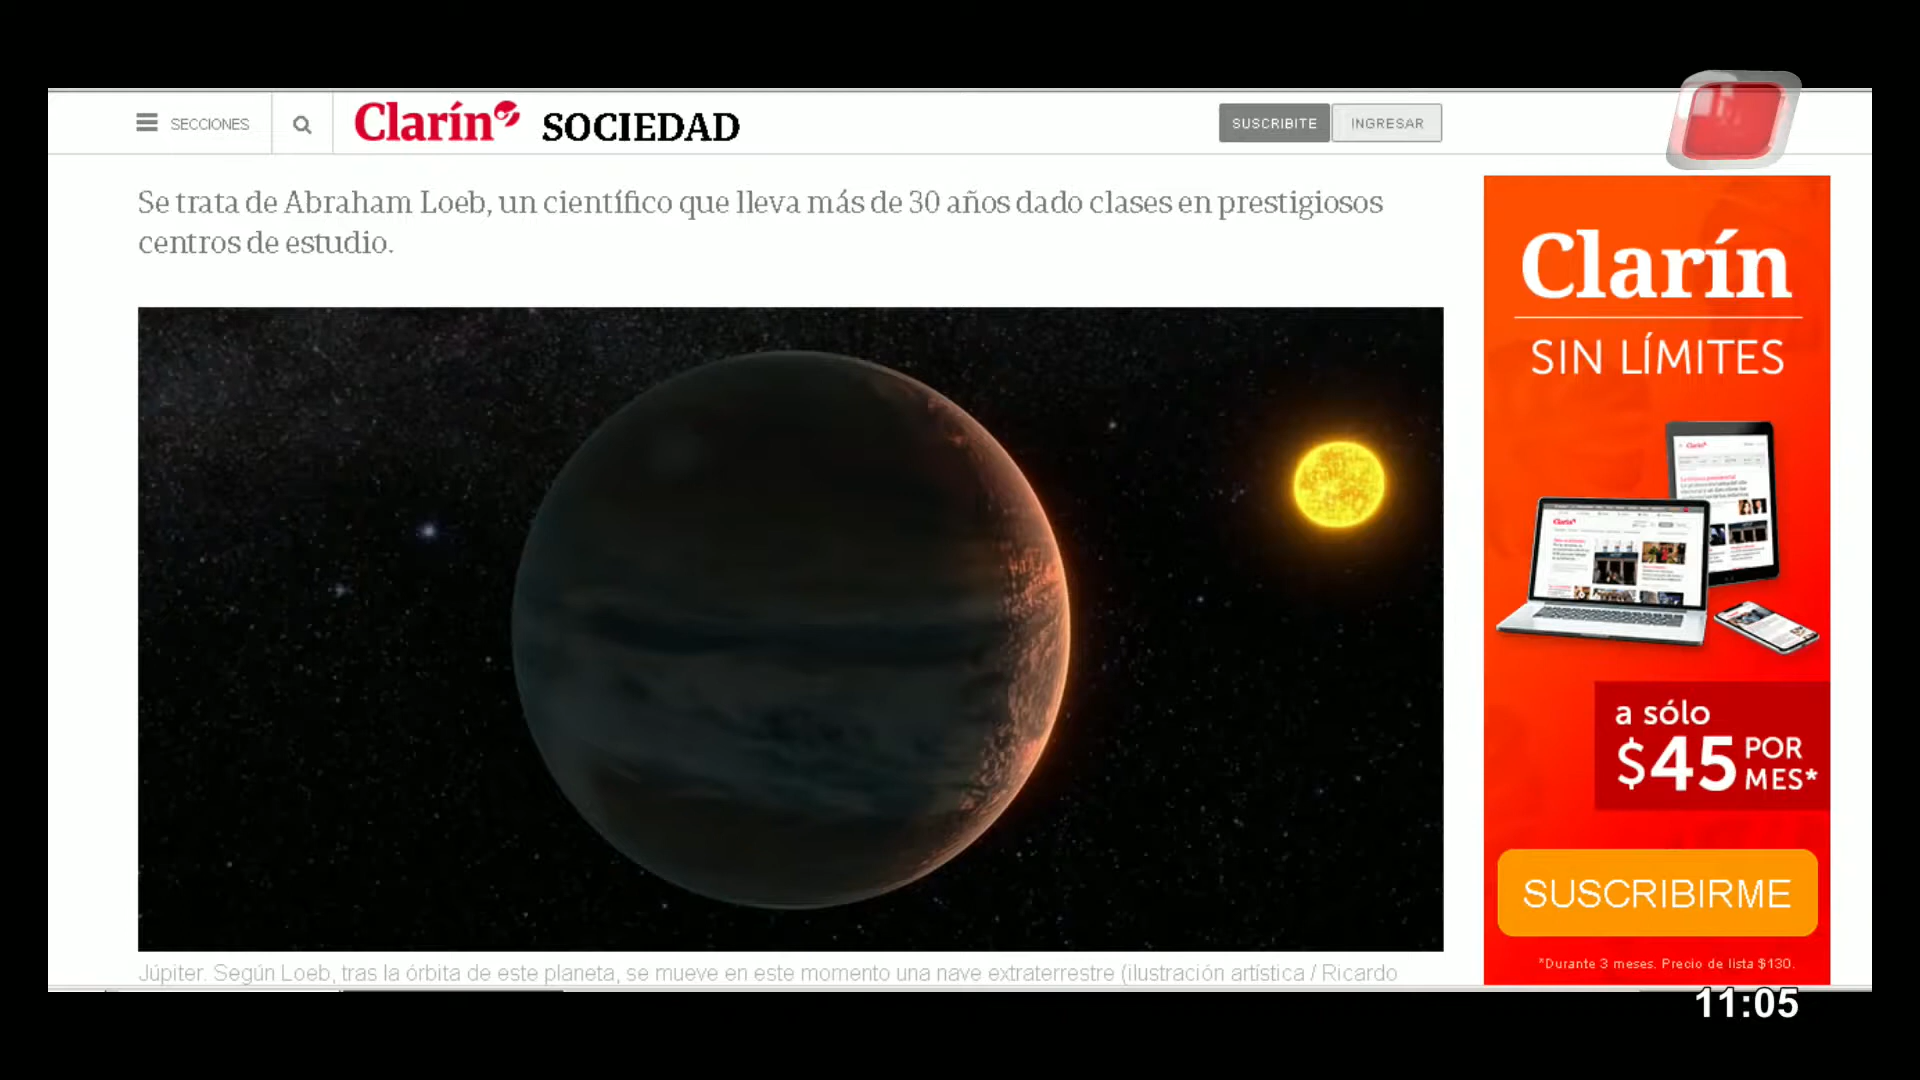 SECCIONES
Clarín SOCIEDAD
SUSCRIBITE
INGRESAR
Se trata de Abraham Loeb, un científico que lleva más de 30 años dado clases en prestigiosos
centros de estudio.
Júpiter. Según Loeb, tras la órbita de este planeta, se mueve en este momento una nave extraterrestre (ilustración artística / Ricardo
Clarín
SIN LÍMITES
a sólo
$45 POR
MES*
SUSCRIBIRME
*Durante 3 meses. Precio de lista $130.
11:05